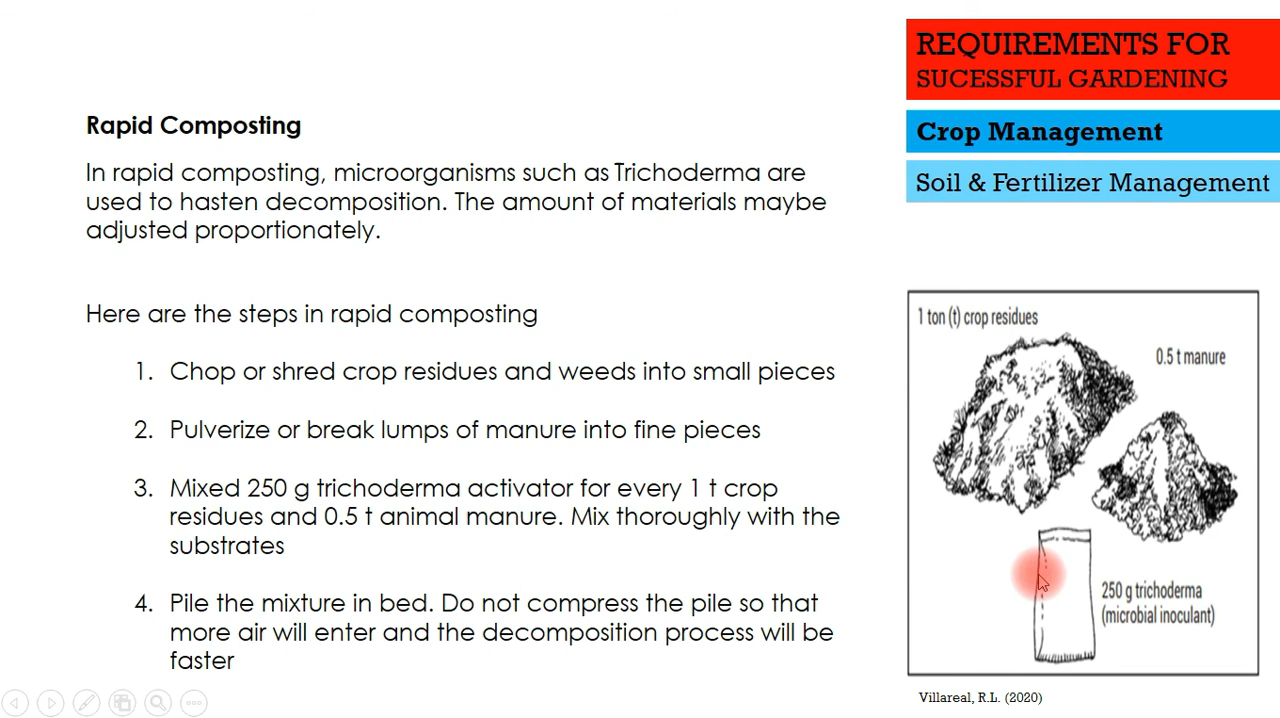 REQUIREMENTS FOR
SUCESSFUL GARDENING
Crop Management
Soil & Fertilizer Management
Rapid Composting
In rapid composting, microorganisms such as Trichoderma are
used to hasten decomposition. The amount of materials maybe
adjusted proportionately.
Here are the steps in rapid composting
1. Chop or shred crop residues and weeds into small pieces
2. Pulverize or break lumps of manure into fine pieces
3. Mixed 250 g trichoderma activator for every 1 t crop
residues and 0.5 t animal manure. Mix thoroughly with the
substrates
4. Pile the mixture in bed. Do not compress the pile so that
more air will enter and the decomposition process will be
faster
1 ton (t) crop residues
0.5 t manure
250 g trichoderma
(microbial inoculant)
Villareal, R.L. (2020)